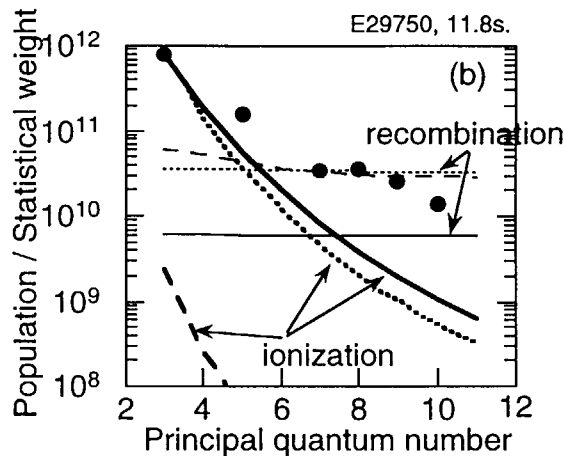 E29750, 11.8s.
(b)
Population / Statistical weight
10^12
10^11
10^10
10^9
10^8
recombination
ionization
2 4 6 8 10 12
Principal quantum number